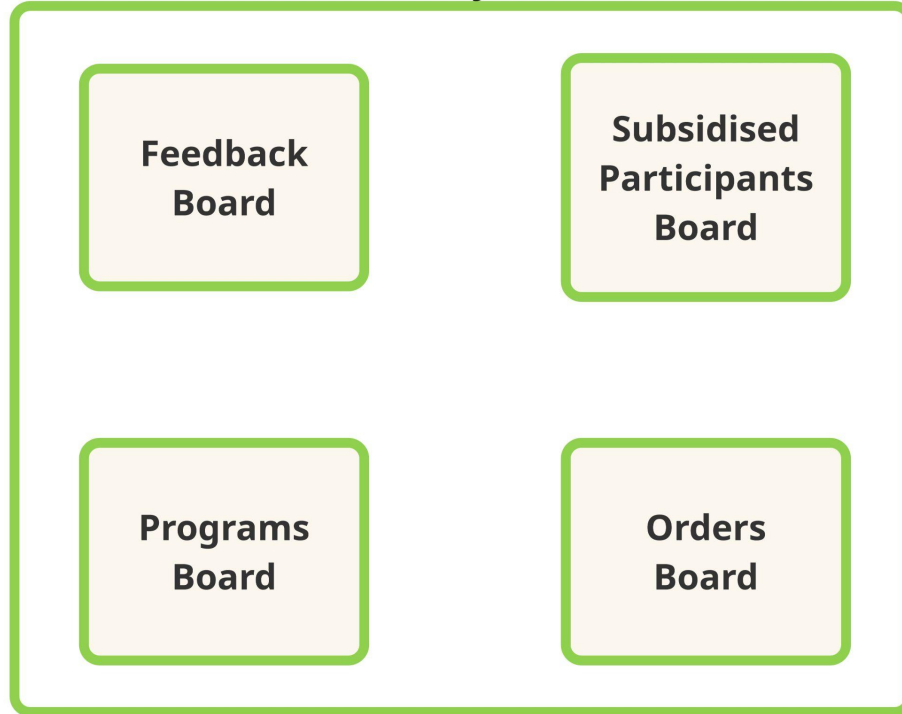 Feedback
Board
Subsidised
Participants
Board
Programs
Board
Orders
Board